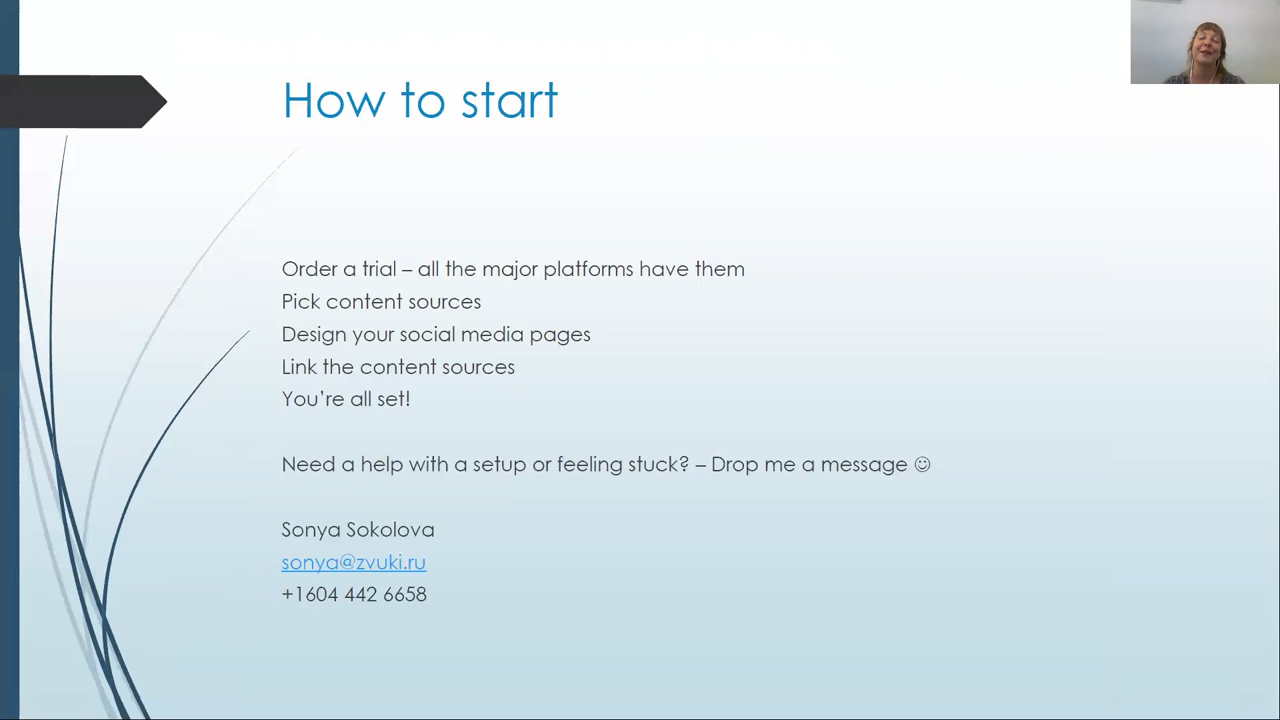 How to start
Order a trial – all the major platforms have them
Pick content sources
Design your social media pages
Link the content sources
You’re all set!
Need a help with a setup or feeling stuck? – Drop me a message ☺
Sonya Sokolova
sonya@zvuki.ru
+1604 442 6658